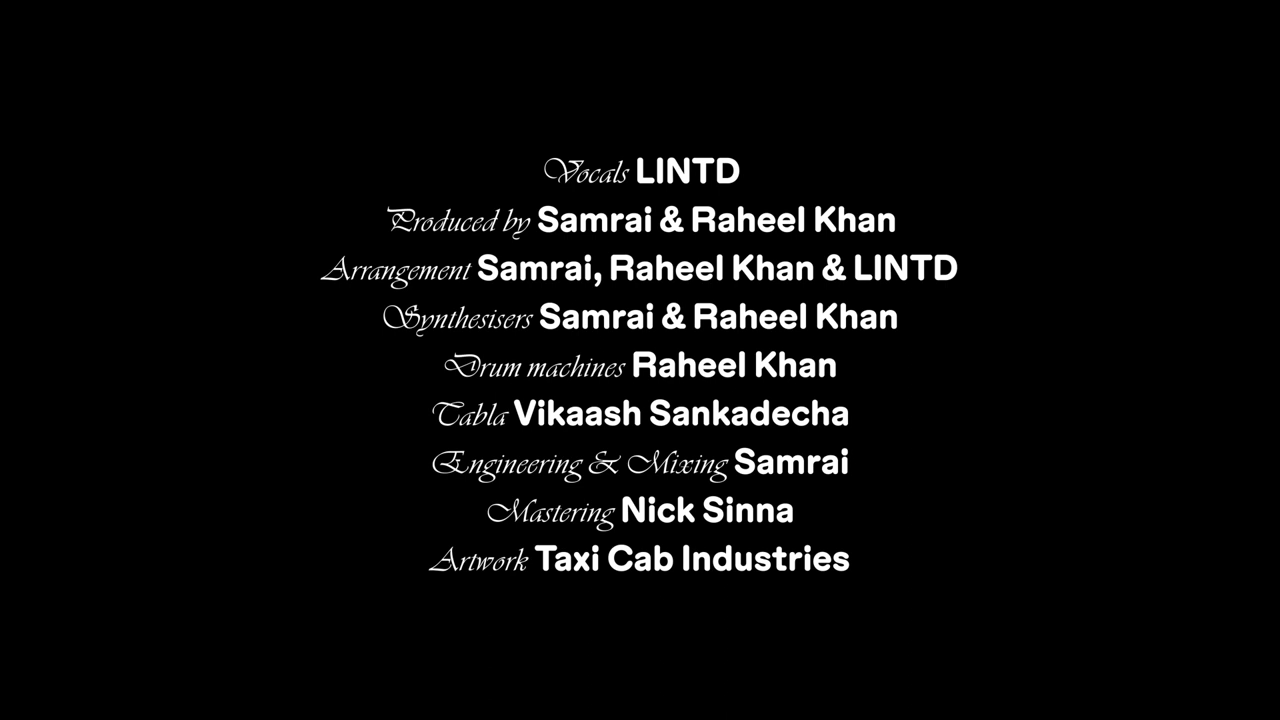 Vocals LINTD
Produced by Samrai & Raheel Khan
Arrangement Samrai, Raheel Khan & LINTD
Synthesisers Samrai & Raheel Khan
Drum machines Raheel Khan
Tabla Vikaash Sankadecha
Engineering & Mixing Samrai
Mastering Nick Sinna
Artwork Taxi Cab Industries